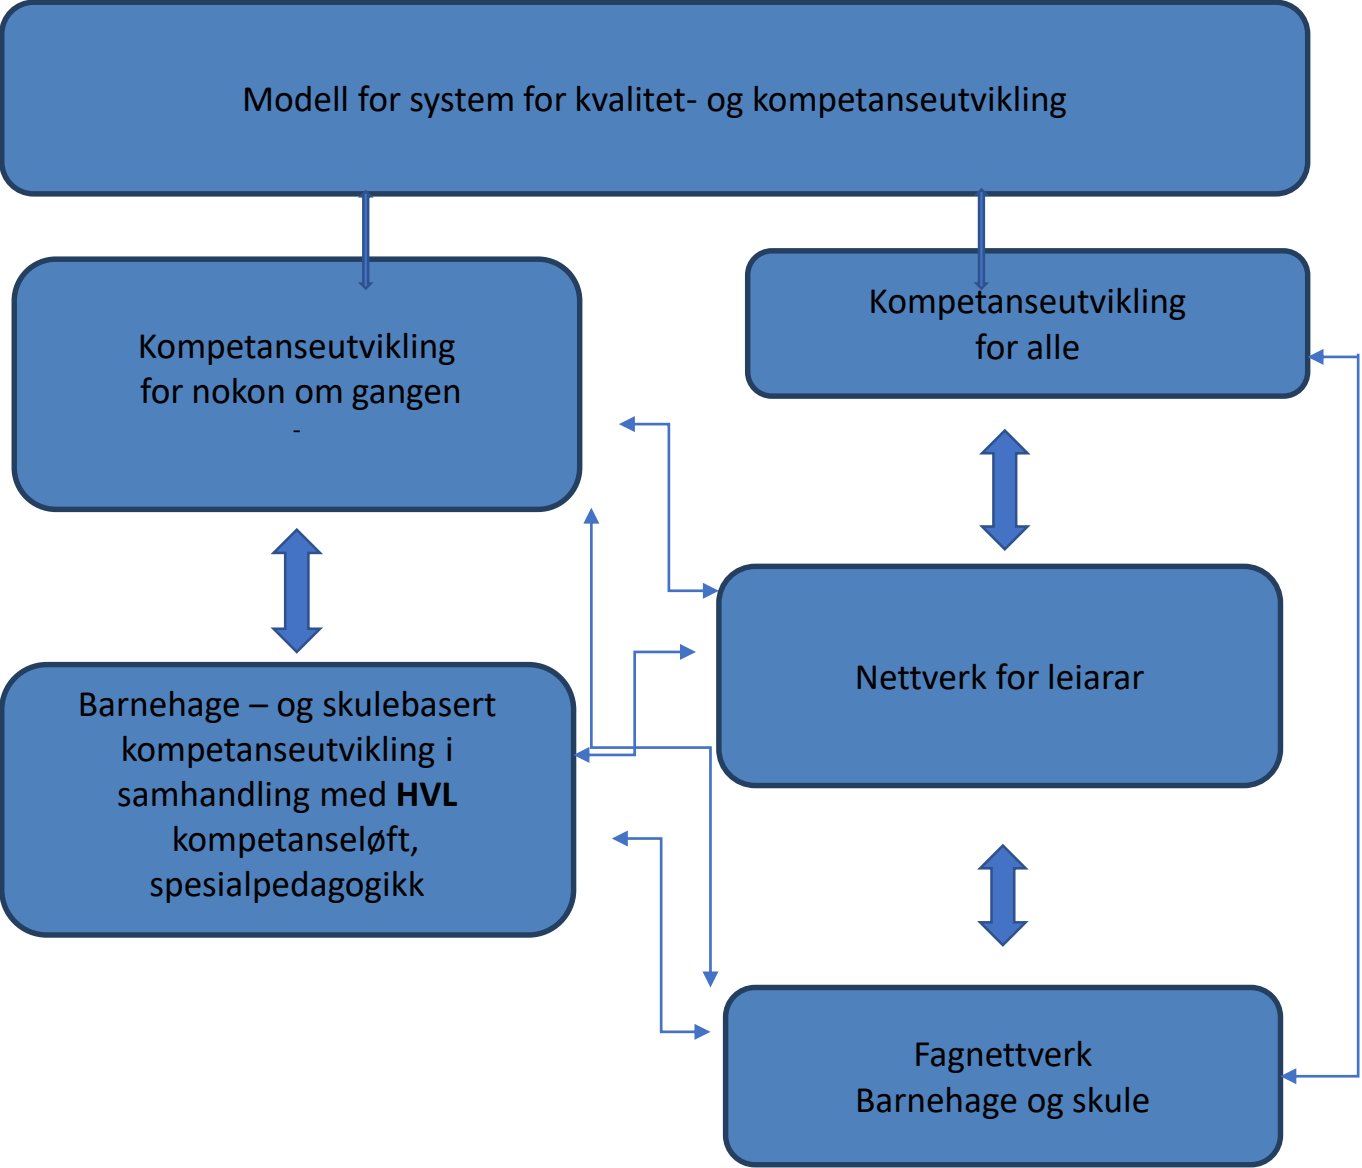 Modell for system for kvalitet- og kompetanseutvikling
Kompetanseutvikling
for nokon om gangen
-
Kompetanseutvikling
for alle
Barnehage – og skulebasert
kompetanseutvikling i
samhandling med HVL
kompetanseløft,
spesialpedagogikk
Nettverk for leiarar
Fagnettverk
Barnehage og skule